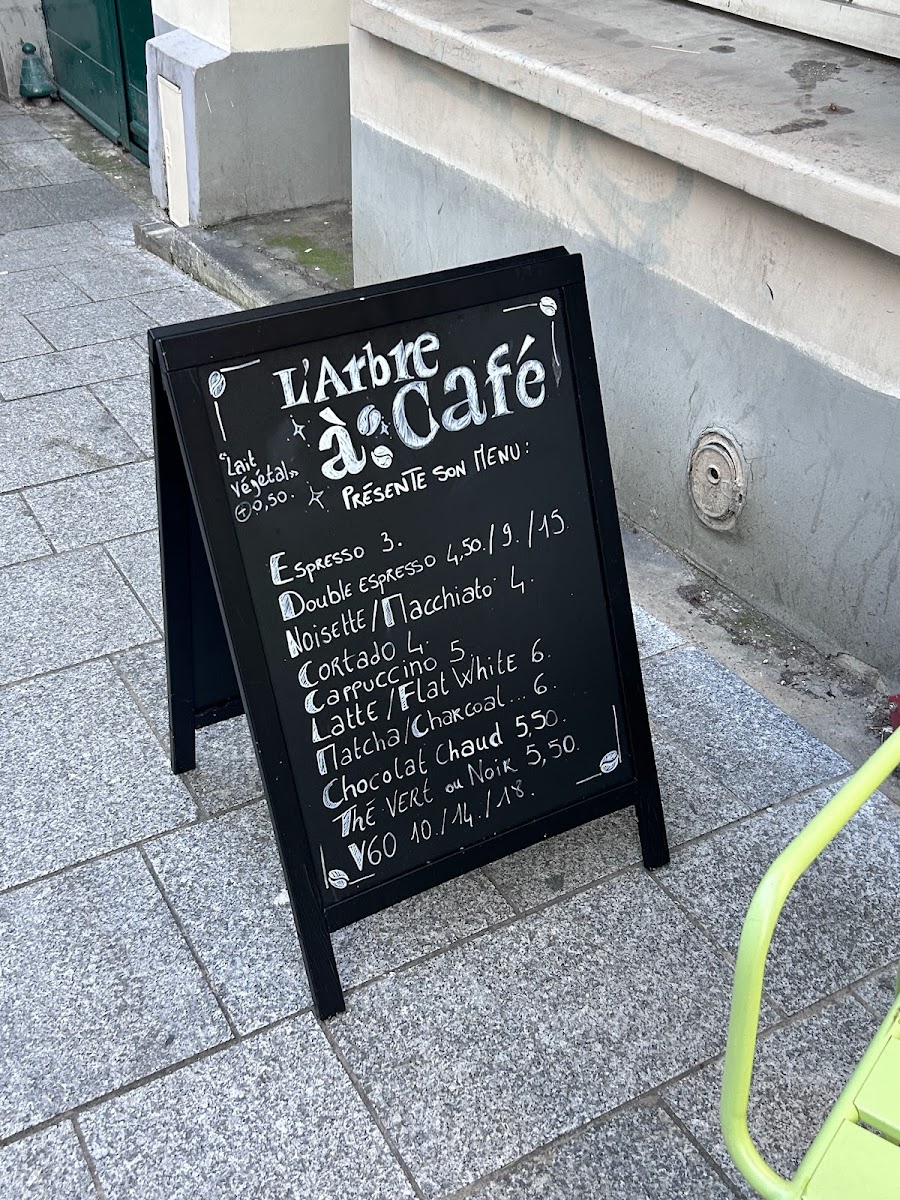 L'Arbre
à Café
"Lait
végétal"
+0,50.
PRÉSENTE SON MENU :
Espresso 3.
Double espresso 4,50./9./15.
Noisette/Macchiato 4.
Cortado 4.
Cappuccino 5.
Latte/Flat White 6.
Matcha/Charcoal... 6.
Chocolat Chaud 5,50.
Thé VERT ou Noir 5,50.
V60 10./14./18.